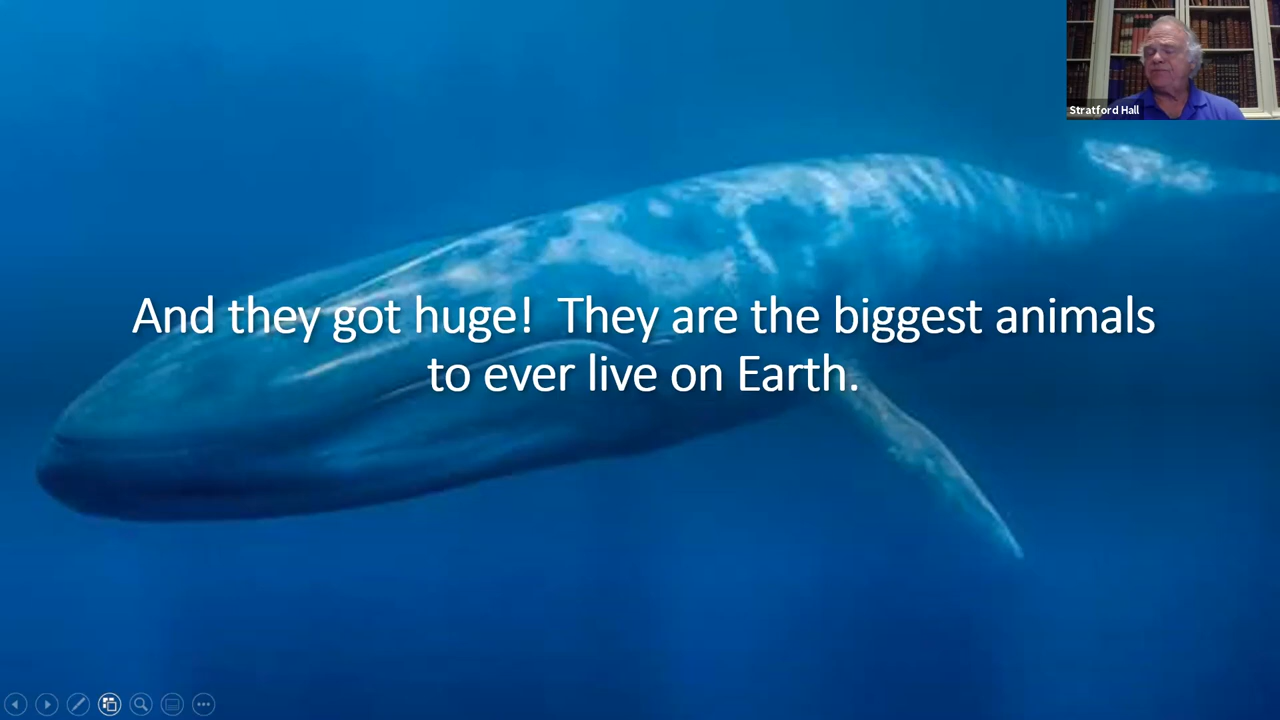 Stratford Hall
And they got huge!  They are the biggest animals
to ever live on Earth.